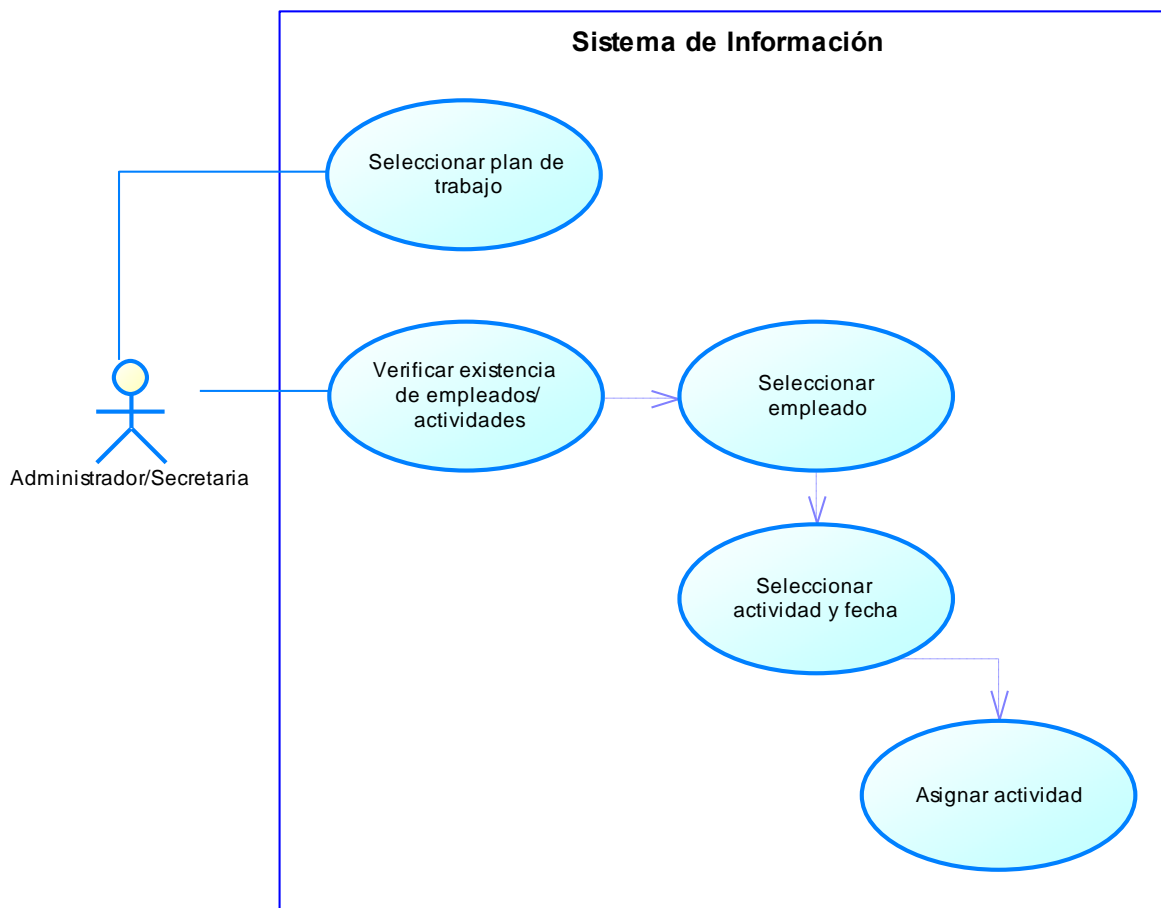 Sistema de Información
Seleccionar plan de
trabajo
Verificar existencia
de empleados/
actividades
Seleccionar
empleado
Administrador/Secretaria
Seleccionar
actividad y fecha
Asignar actividad